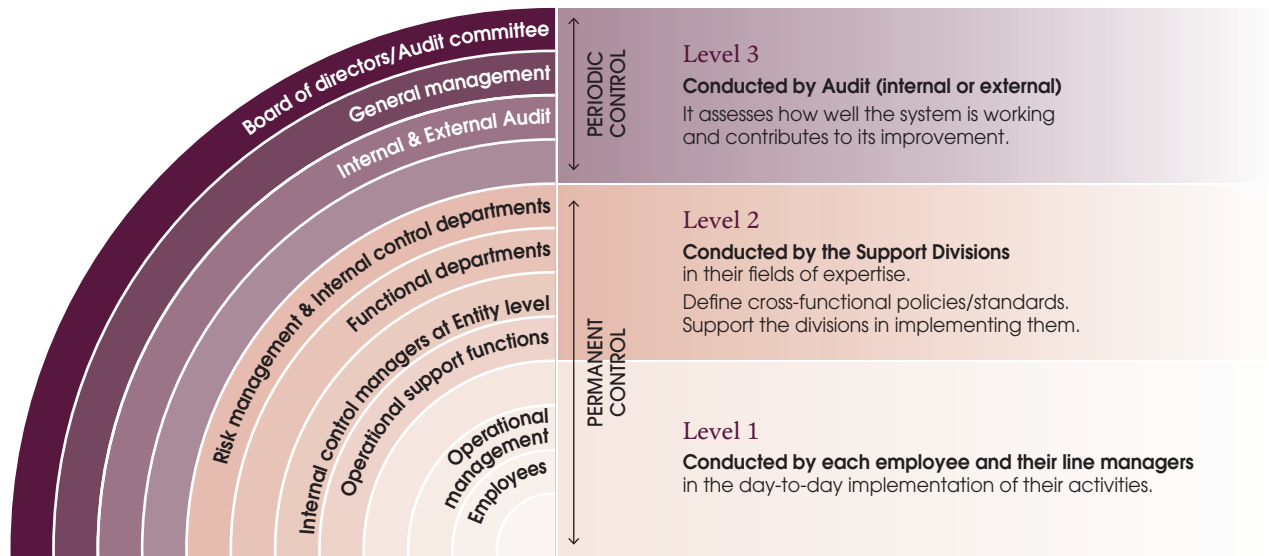 Board of directors/Audit committee
General management
Internal & External Audit
Risk management & Internal control departments
Functional departments
Internal control managers at Entity level
Operational support functions
Operational
management
Employees
PERIODIC
CONTROL
Level 3
Conducted by Audit (internal or external)
It assesses how well the system is working
and contributes to its improvement.
PERMANENT
CONTROL
Level 2
Conducted by the Support Divisions
in their fields of expertise.
Define cross-functional policies/standards.
Support the divisions in implementing them.
Level 1
Conducted by each employee and their line managers
in the day-to-day implementation of their activities.